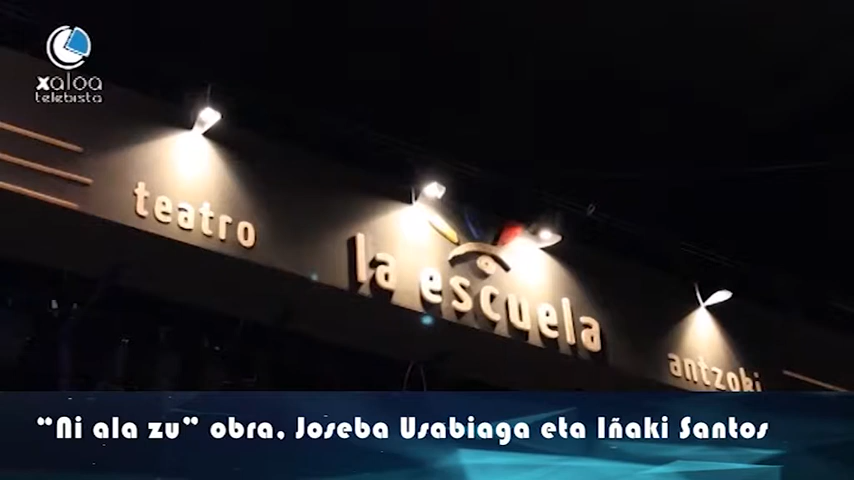 xaloa
telebista
teatro
la escuela
antzoki
"Ni ala zu" obra, Joseba Usabiaga eta Iñaki Santos